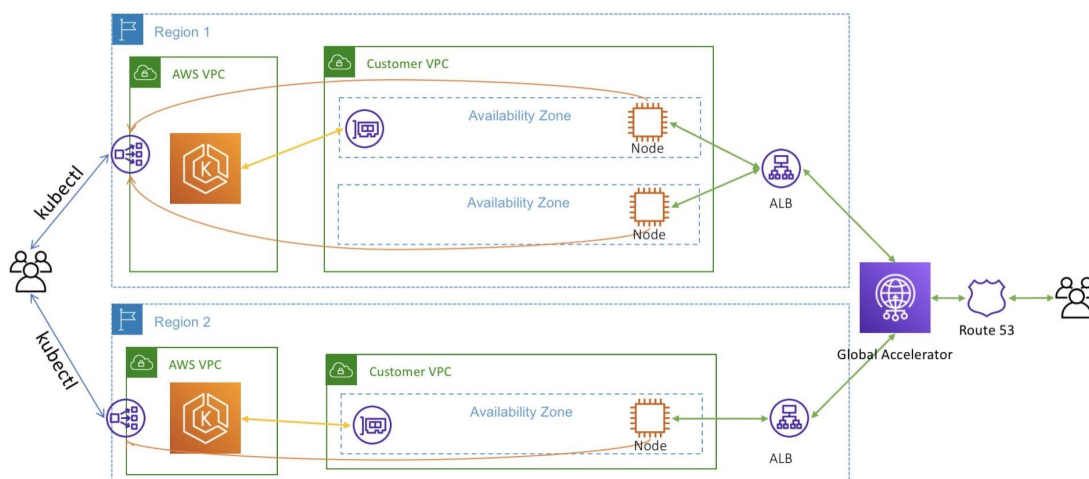 Region 1
AWS VPC
Customer VPC
Availability Zone
Node
kubectl
Availability Zone
Node
ALB
Region 2
Global Accelerator
Route 53
kubectl
AWS VPC
Customer VPC
Availability Zone
Node
ALB
K
K